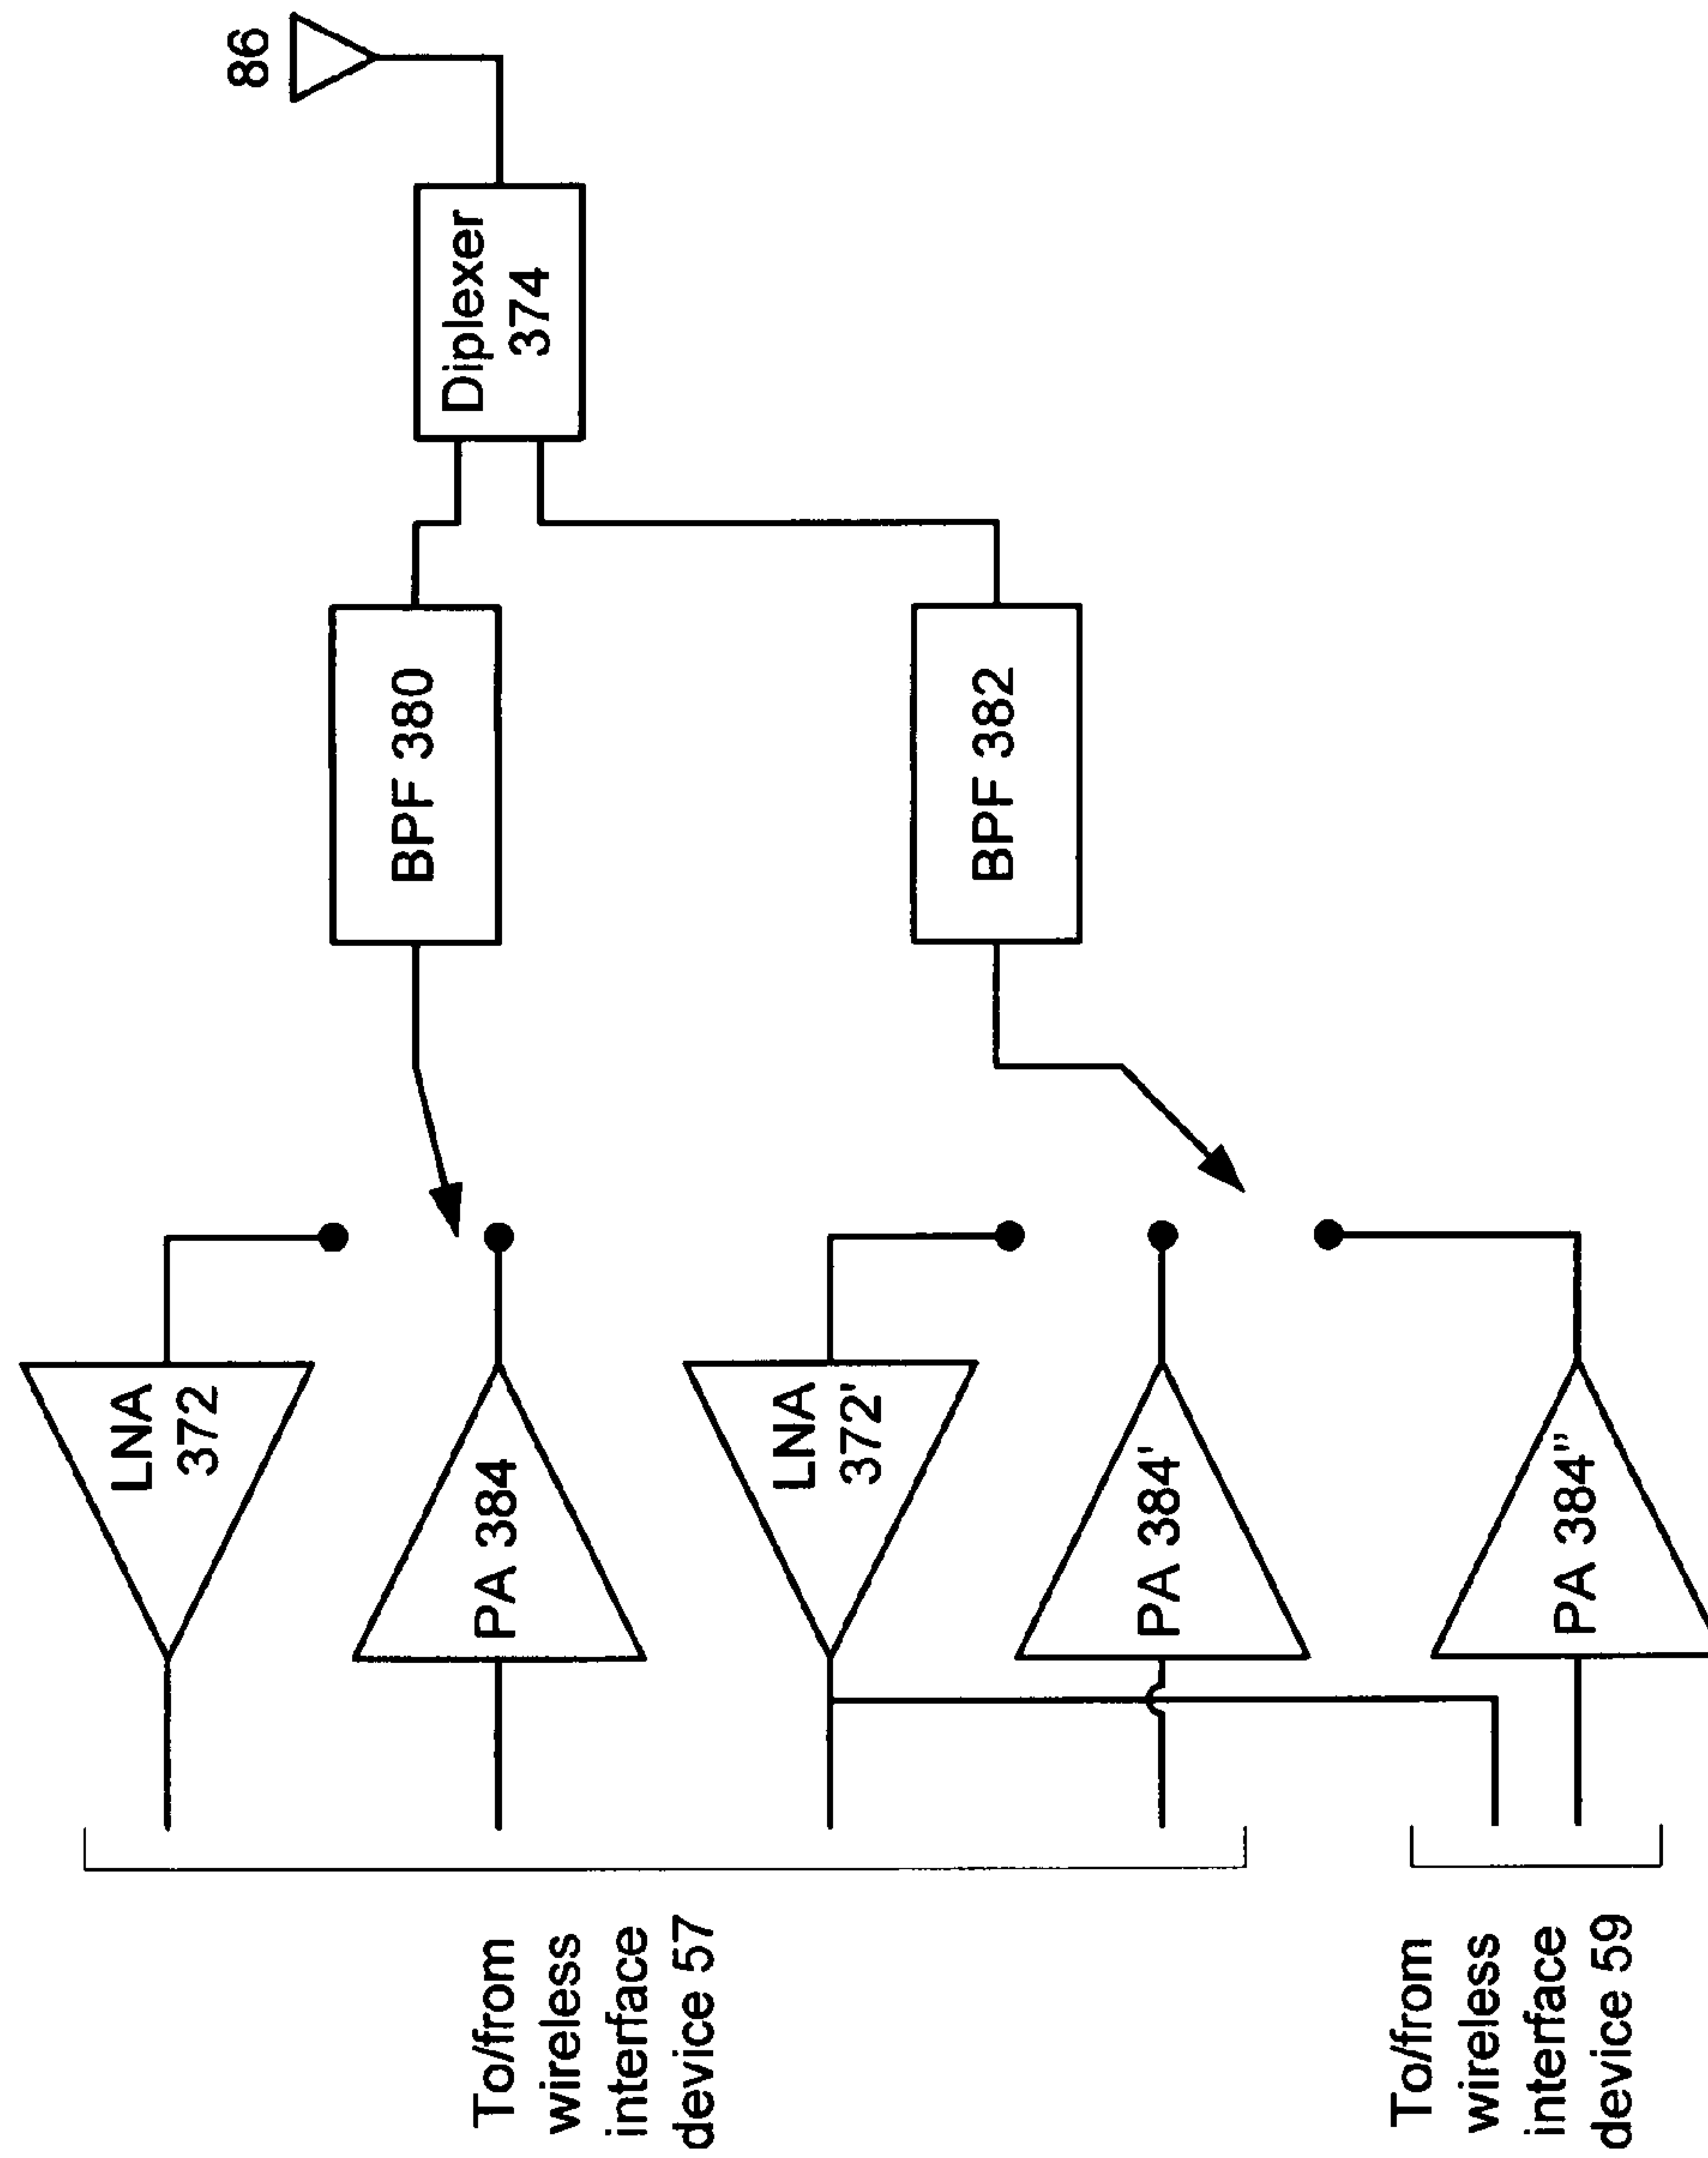 86
Diplexer
374
BPF 380
BPF 382
LNA
372
PA 384
LNA
372'
PA 384'
PA 384"
To/from
wireless
interface
device 57
To/from
wireless
interface
device 59